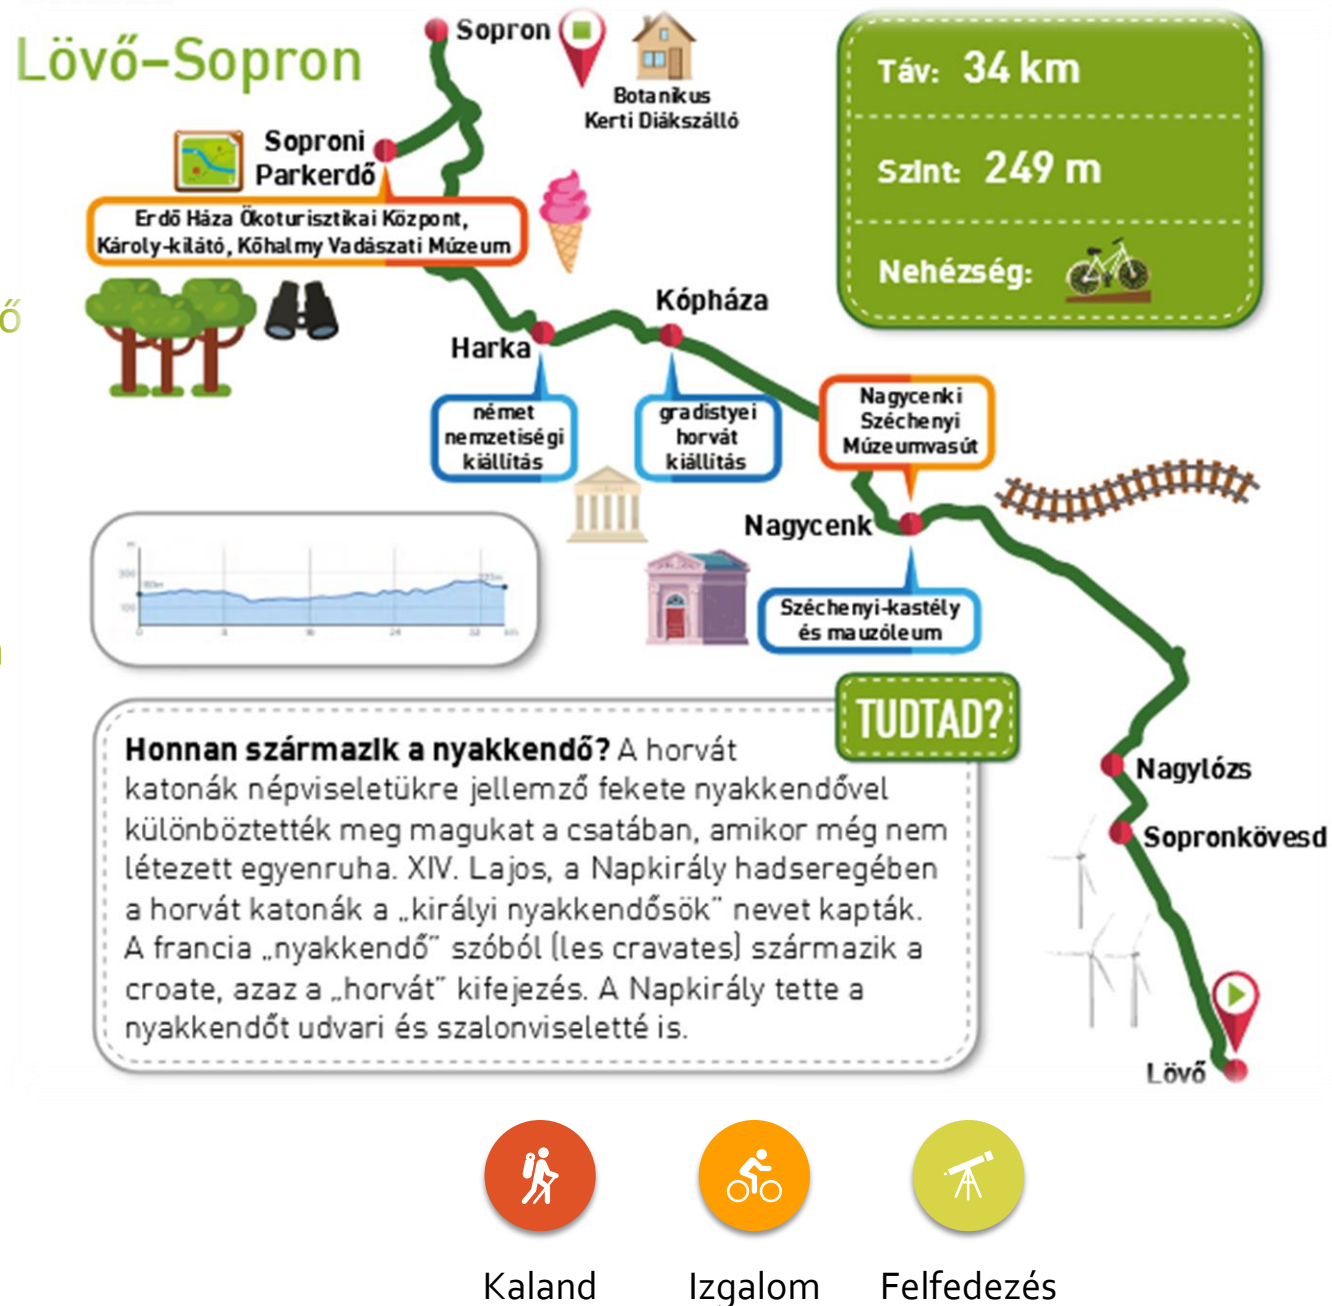 Lövő–Sopron
Sopron
Botanikus
Kerti Diákszálló
Táv: 34 km
Szint: 249 m
Nehézség:
Soproni
Parkerdő
Erdő Háza Ökoturisztikai Központ,
Károly-kilátó, Kőhalmy Vadászati Múzeum
ő
Kópháza
Harka
német
nemzetiségi
kiállítás
gradistyei
horvát
kiállítás
Nagycenki
Széchenyi
Múzeumvasút
Nagycenk
Széchenyi-kastély
és mauzóleum
TUDTAD?
Honnan származik a nyakkendő? A horvát
katonák népviseletükre jellemző fekete nyakkendővel
különböztették meg magukat a csatában, amikor még nem
létezett egyenruha. XIV. Lajos, a Napkirály hadseregében
a horvát katonák a „királyi nyakkendősök” nevet kapták.
A francia „nyakkendő” szóból (les cravates) származik a
croate, azaz a „horvát” kifejezés. A Napkirály tette a
nyakkendőt udvari és szalonviseletté is.
Nagylózs
Sopronkövesd
Lövő
Kaland
Izgalom
Felfedezés